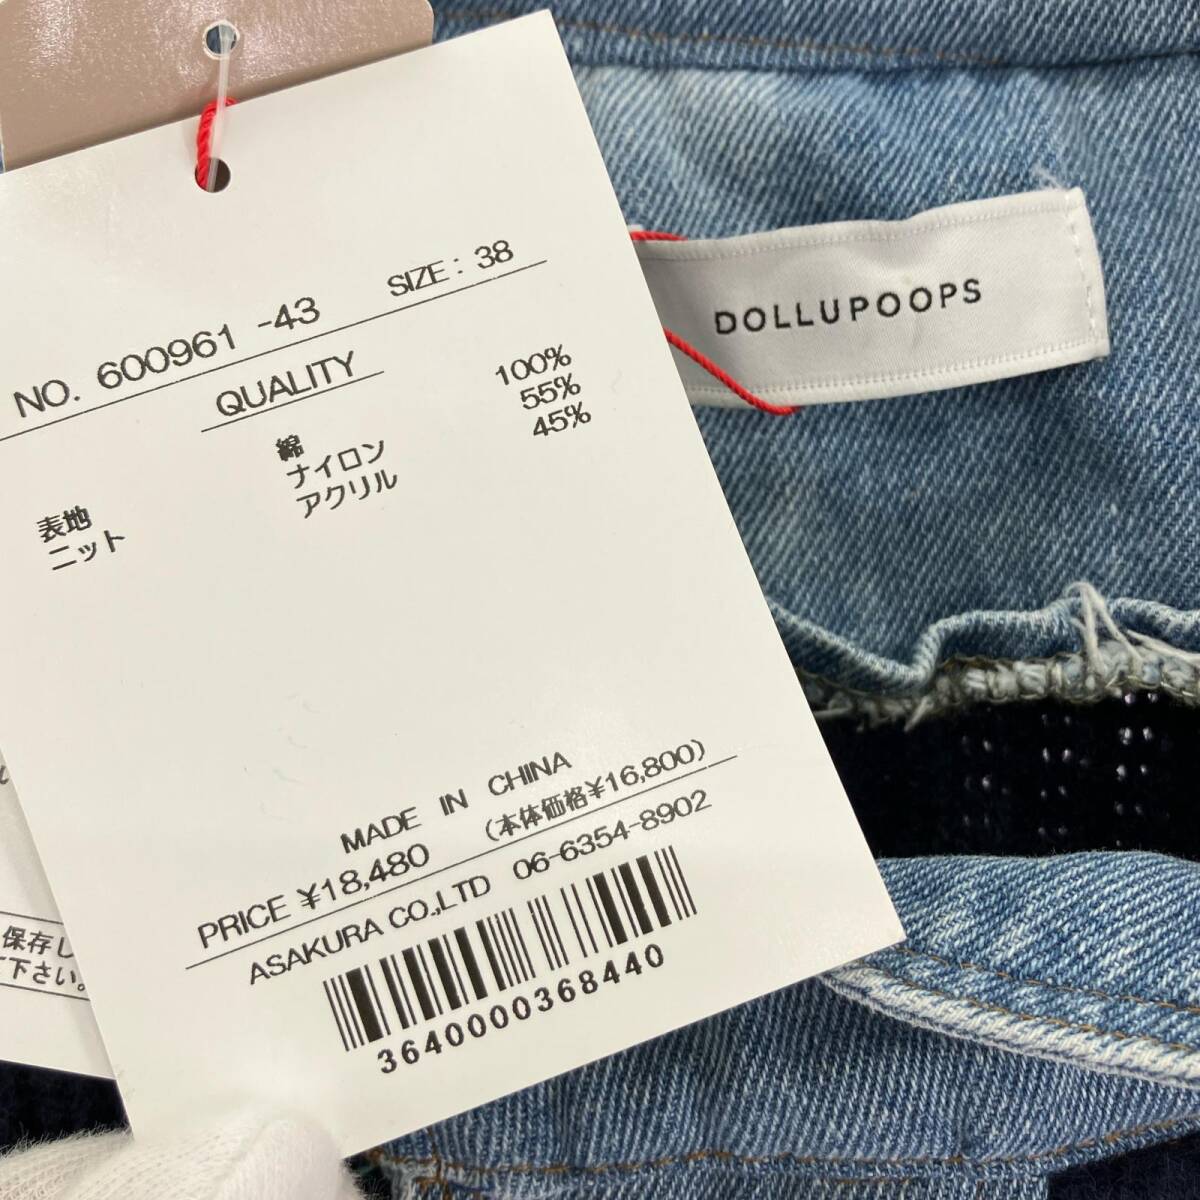 NO. 600961 -43 SIZE: 38
QUALITY
表地 綿 100%
ニット ナイロン 55%
アクリル 45%
MADE IN CHINA
PRICE ¥18,480 (本体価格¥16,800)
ASAKURA CO.,LTD 06-6354-8902
3640000368440
DOLLUPOOPS
保存し
下さい。